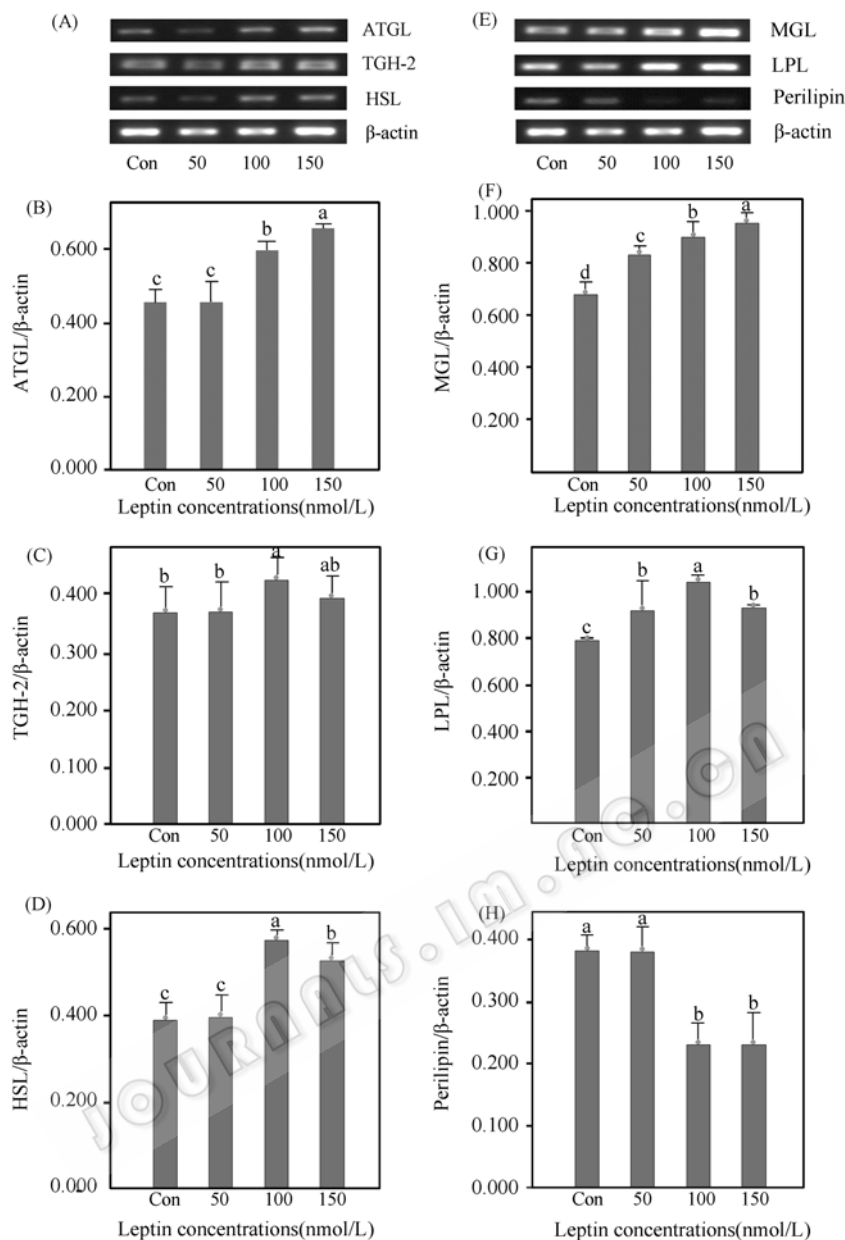 (A)
ATGL
TGH-2
HSL
β-actin
Con 50 100 150
(E)
MGL
LPL
Perilipin
β-actin
Con 50 100 150
(B)
ATGL/β-actin
0.600
0.400
0.200
0.000
c c b a
Con 50 100 150
Leptin concentrations(nmol/L)
(F)
MGL/β-actin
1.000
0.800
0.600
0.400
0.200
d c b a
Con 50 100 150
Leptin concentrations(nmol/L)
(C)
TGH-2/β-actin
0.400
0.300
0.200
0.100
0.000
b b a ab
Con 50 100 150
Leptin concentrations(nmol/L)
(G)
LPL/β-actin
1.000
0.800
0.600
0.400
0.200
c b a b
Con 50 100 150
Leptin concentrations(nmol/L)
(D)
HSL/β-actin
0.600
0.400
0.200
0.000
c c a b
Con 50 100 150
Leptin concentrations(nmol/L)
(H)
Perilipin/β-actin
0.400
0.300
0.200
0.100
0.000
a a b b
Con 50 100 150
Leptin concentrations(nmol/L)
JOURNALS.IM.AC.CN